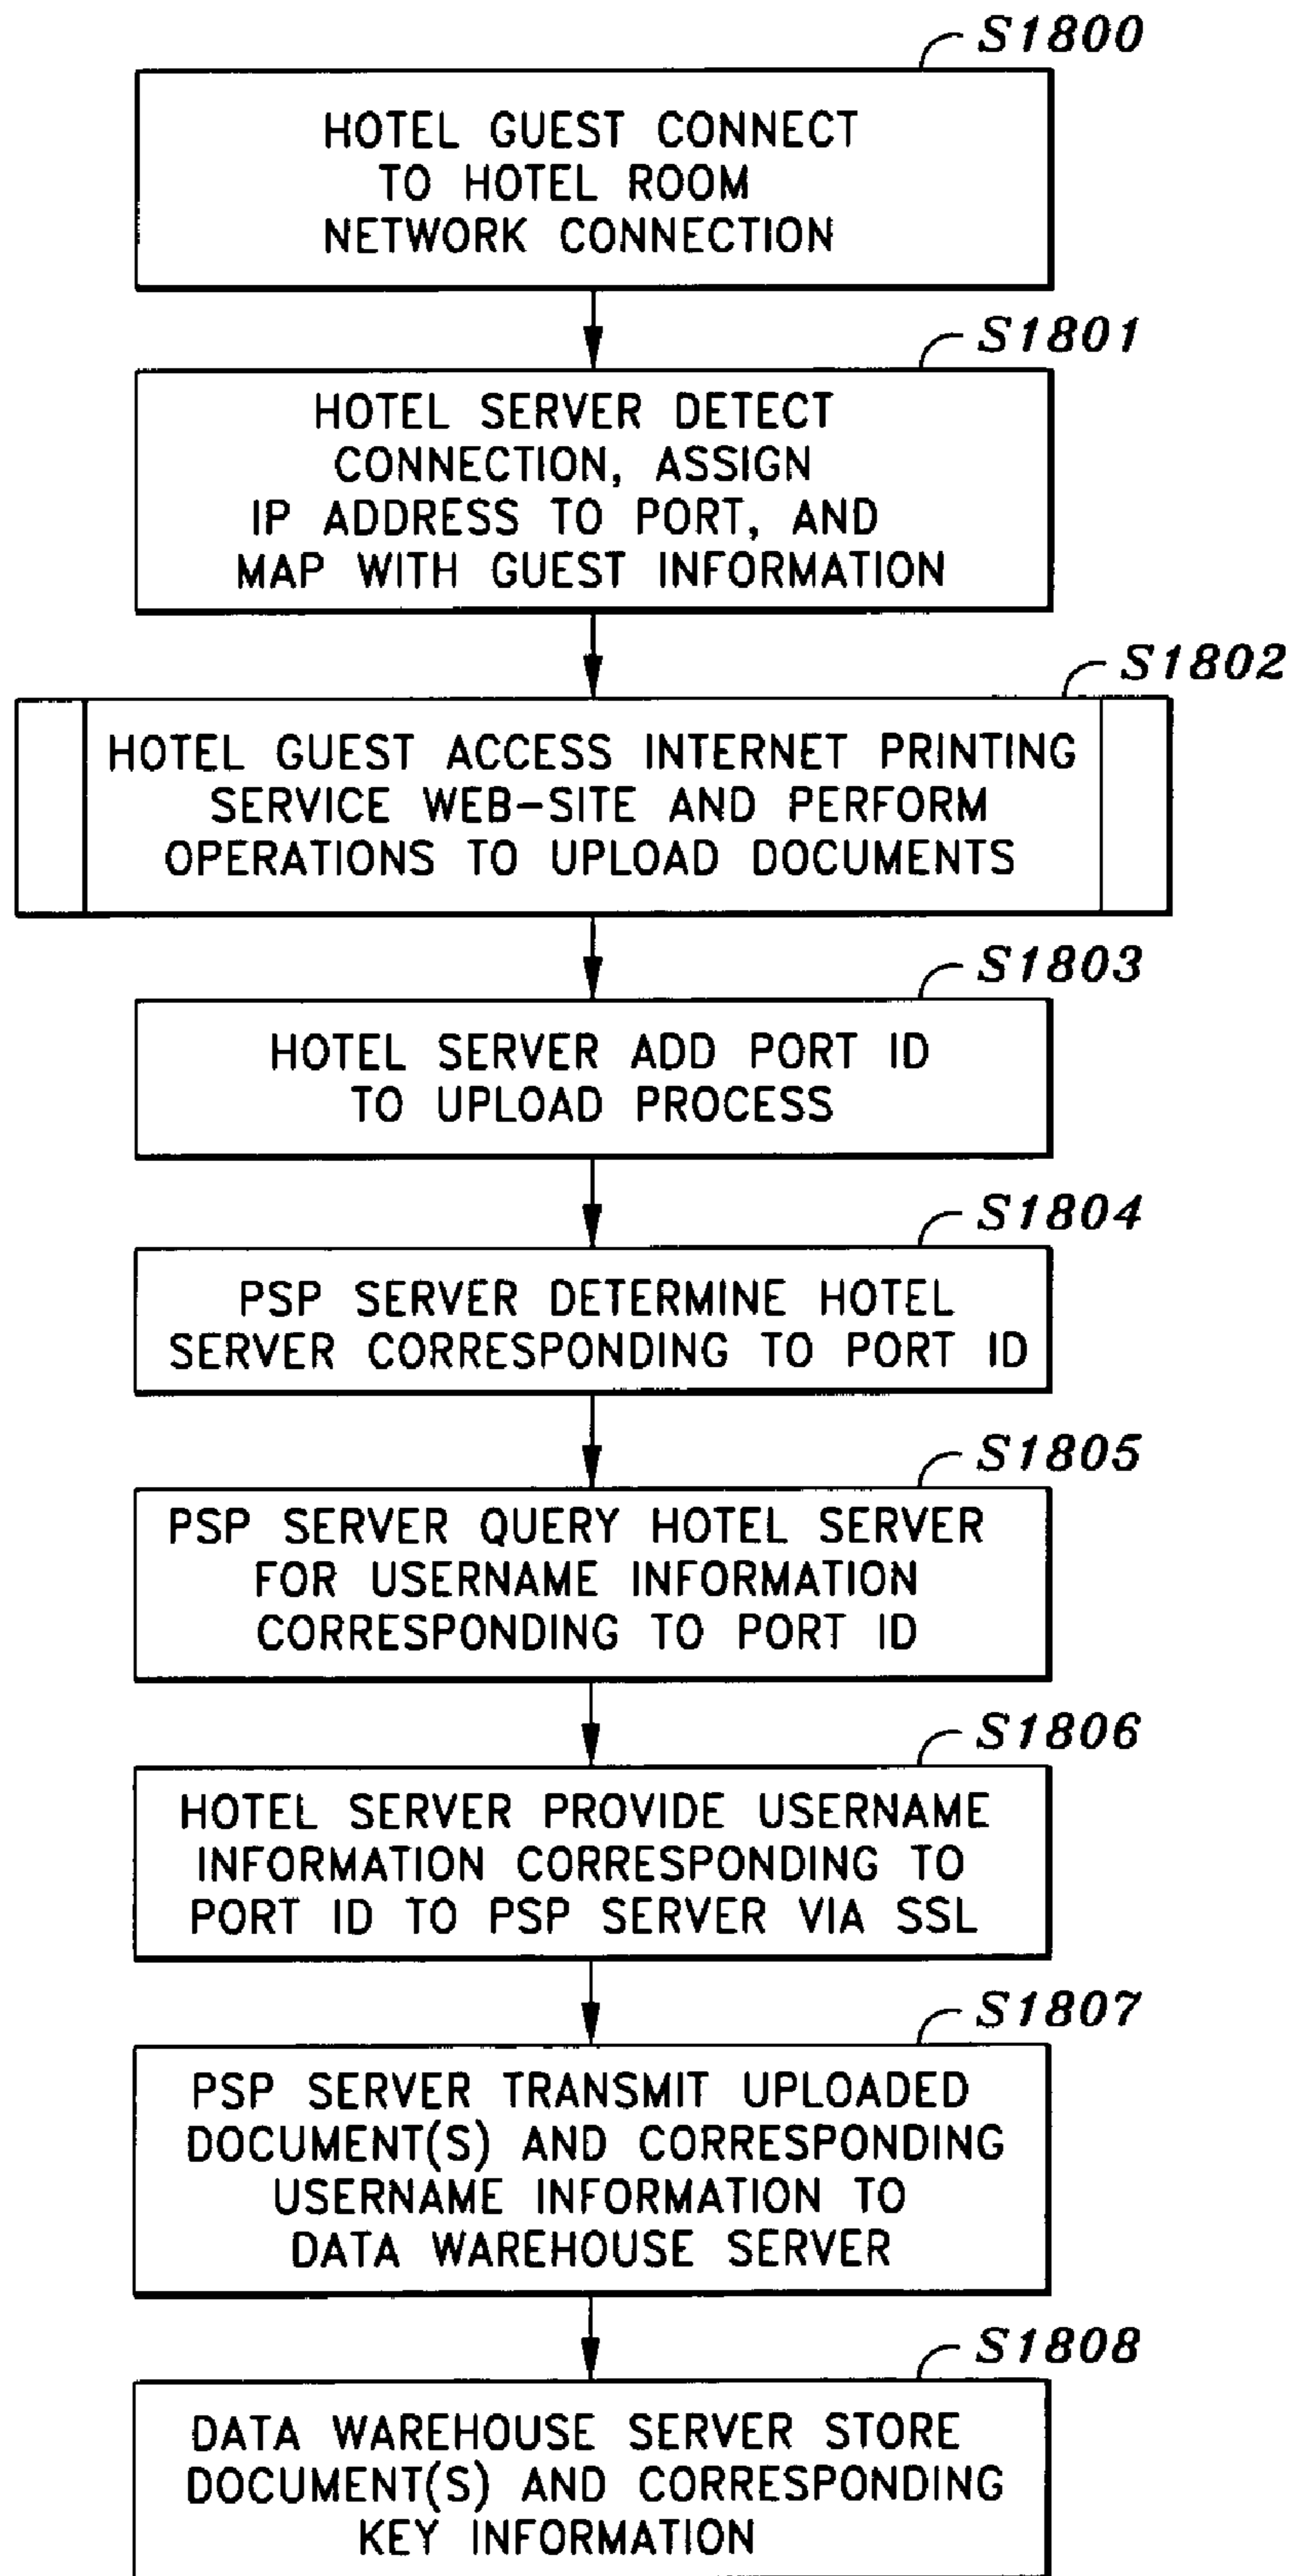 S1800
HOTEL GUEST CONNECT
TO HOTEL ROOM
NETWORK CONNECTION
S1801
HOTEL SERVER DETECT
CONNECTION, ASSIGN
IP ADDRESS TO PORT, AND
MAP WITH GUEST INFORMATION
S1802
HOTEL GUEST ACCESS INTERNET PRINTING
SERVICE WEB-SITE AND PERFORM
OPERATIONS TO UPLOAD DOCUMENTS
S1803
HOTEL SERVER ADD PORT ID
TO UPLOAD PROCESS
S1804
PSP SERVER DETERMINE HOTEL
SERVER CORRESPONDING TO PORT ID
S1805
PSP SERVER QUERY HOTEL SERVER
FOR USERNAME INFORMATION
CORRESPONDING TO PORT ID
S1806
HOTEL SERVER PROVIDE USERNAME
INFORMATION CORRESPONDING TO
PORT ID TO PSP SERVER VIA SSL
S1807
PSP SERVER TRANSMIT UPLOADED
DOCUMENT(S) AND CORRESPONDING
USERNAME INFORMATION TO
DATA WAREHOUSE SERVER
S1808
DATA WAREHOUSE SERVER STORE
DOCUMENT(S) AND CORRESPONDING
KEY INFORMATION